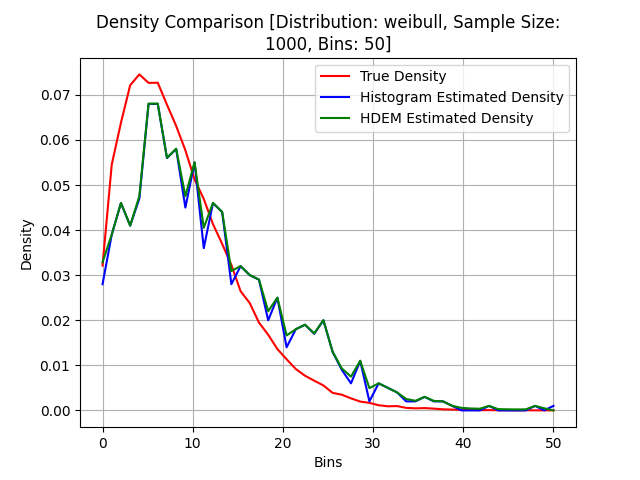 Density Comparison [Distribution: weibull, Sample Size:
1000, Bins: 50]
True Density
Histogram Estimated Density
HDEM Estimated Density
Density
0.07
0.06
0.05
0.04
0.03
0.02
0.01
0.00
0 10 20 30 40 50
Bins